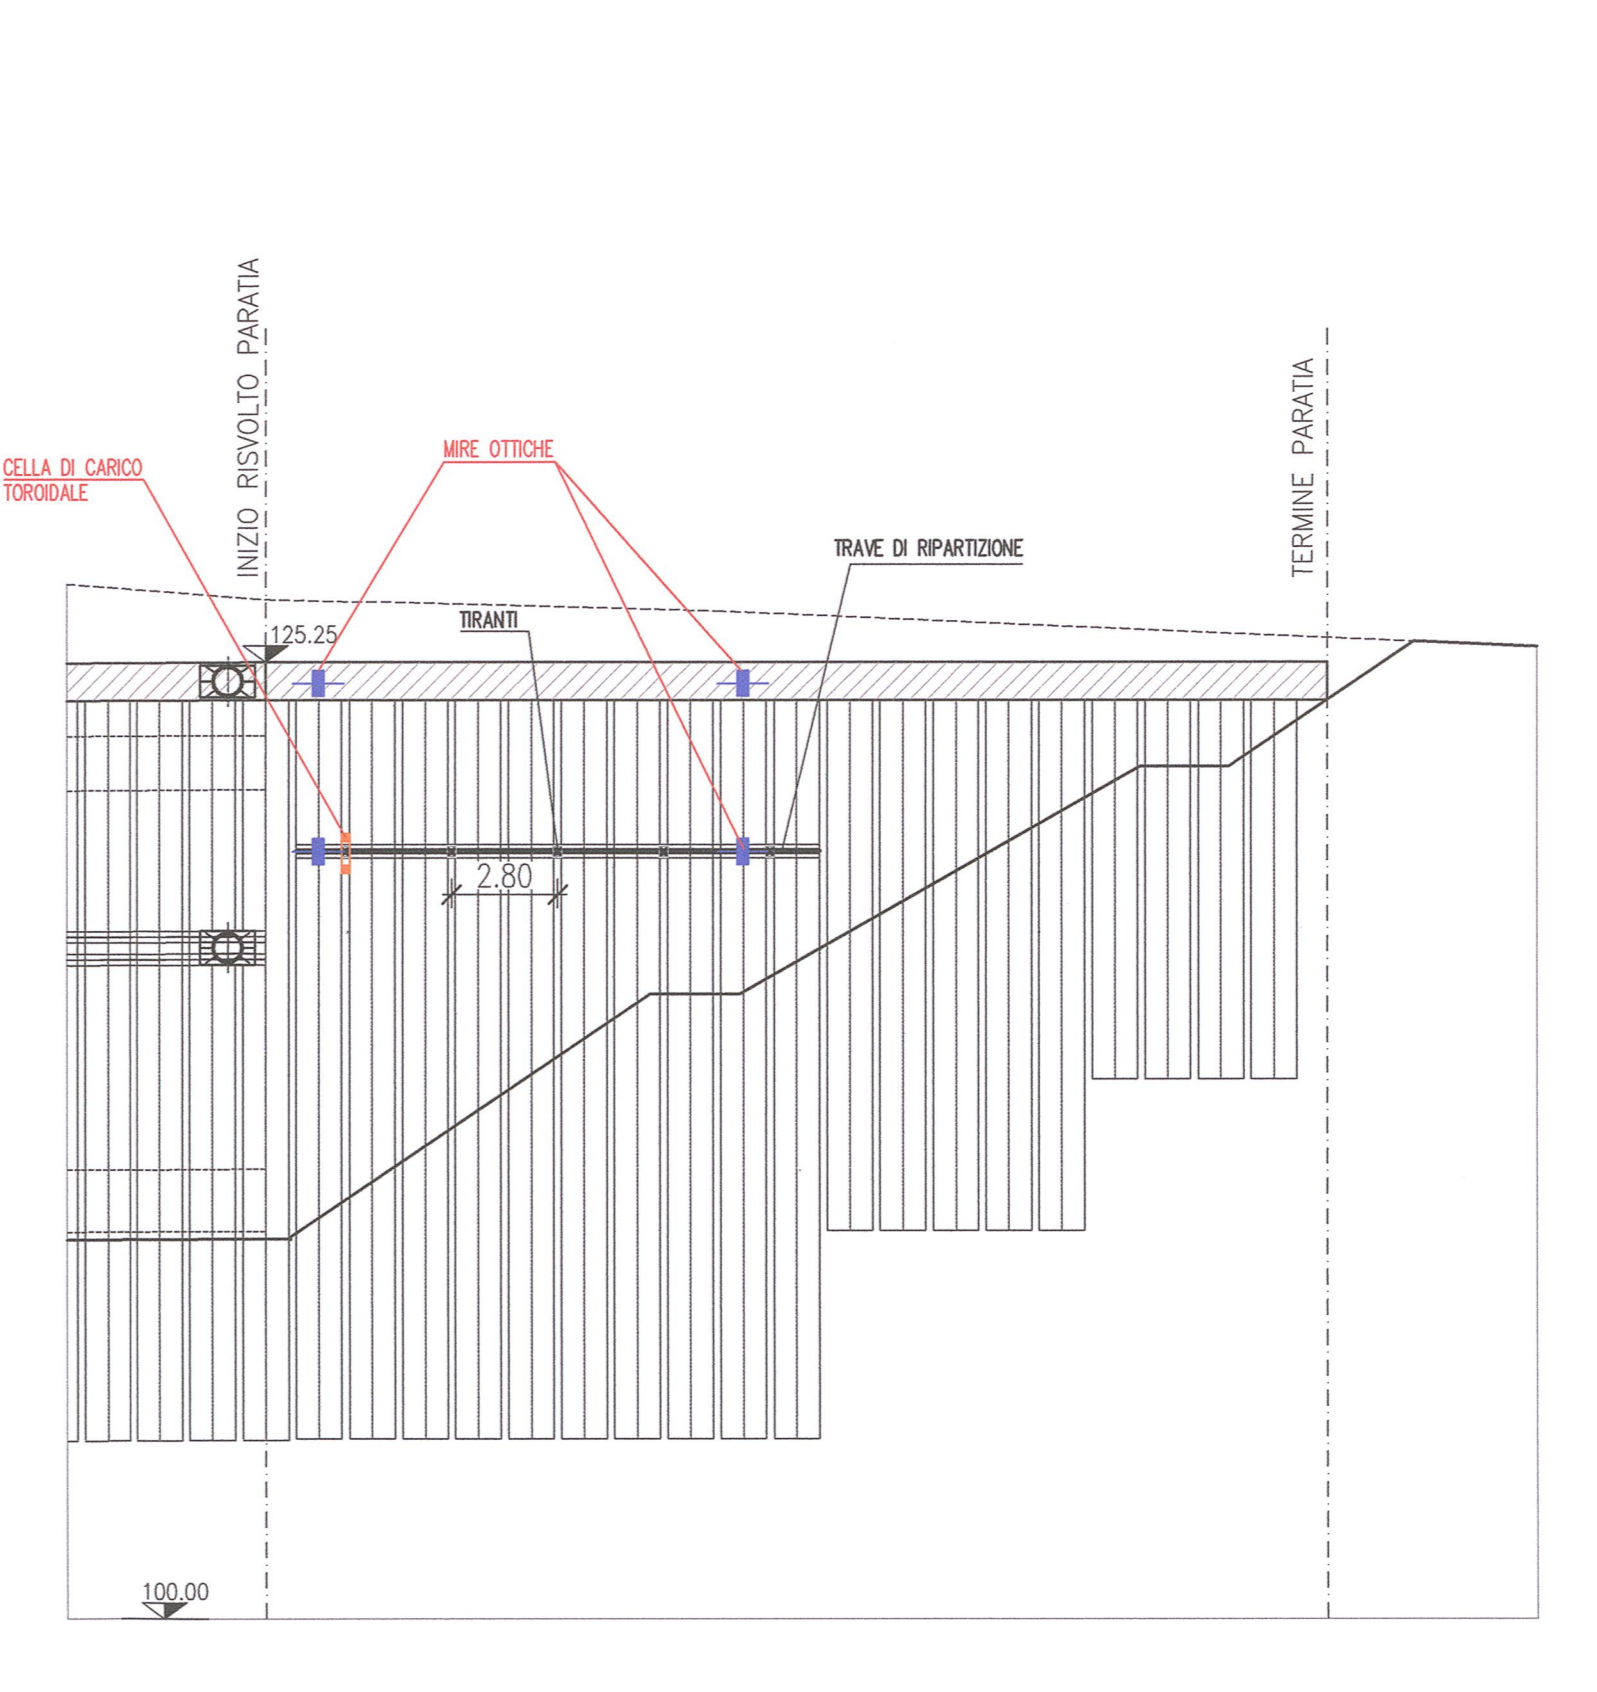 INIZIO RISVOLTO PARATIA
TERMINE PARATIA
MIRE OTTICHE
CELLA DI CARICO
TOROIDALE
TRAVE DI RIPARTIZIONE
TIRANTI
125.25
2.80
100.00